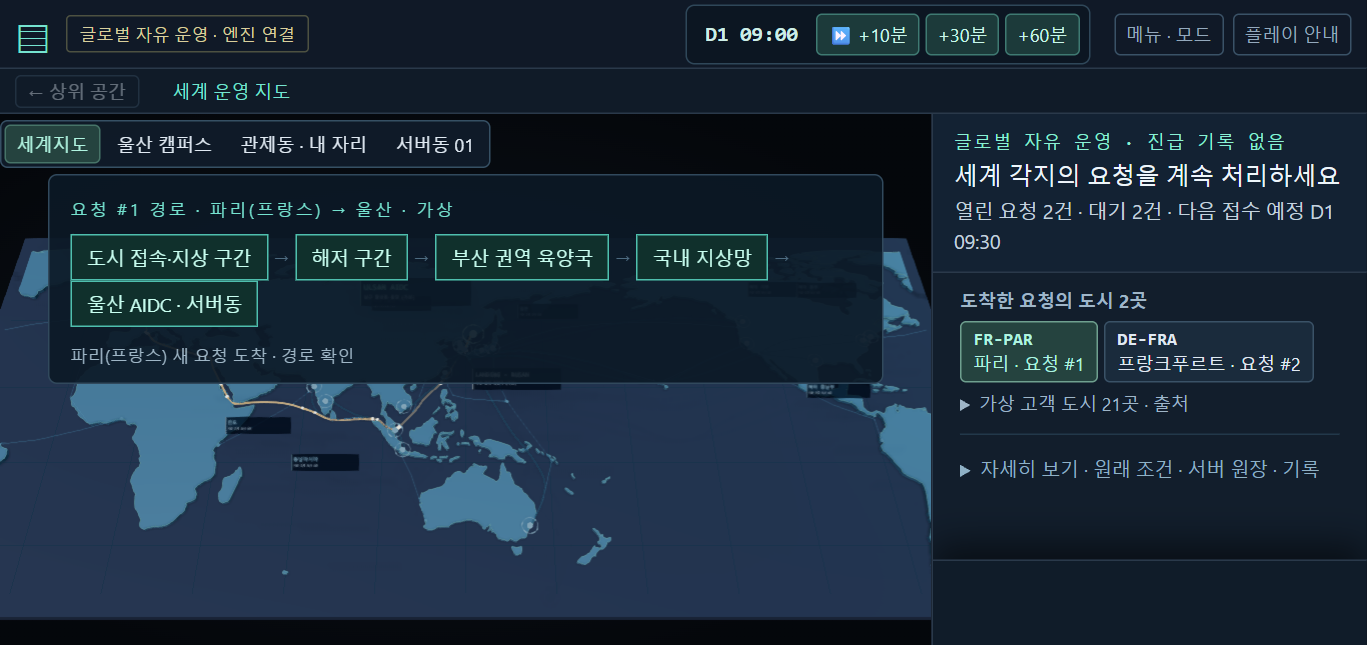 글로벌 자유 운영 · 엔진 연결
D1 09:00
⏩ +10분
+30분
+60분
메뉴 · 모드
플레이 안내
← 상위 공간
세계 운영 지도
세계지도
울산 캠퍼스
관제동 · 내 자리
서버동 01
요청 #1 경로 · 파리(프랑스) → 울산 · 가상
도시 접속·지상 구간 →
해저 구간 →
부산 권역 육양국 →
국내 지상망 →
울산 AIDC · 서버동
파리(프랑스) 새 요청 도착 · 경로 확인
글로벌 자유 운영 · 진급 기록 없음
세계 각지의 요청을 계속 처리하세요
열린 요청 2건 · 대기 2건 · 다음 접수 예정 D1
09:30
도착한 요청의 도시 2곳
FR-PAR
파리 · 요청 #1
DE-FRA
프랑크푸르트 · 요청 #2
▶ 가상 고객 도시 21곳 · 출처
▶ 자세히 보기 · 원래 조건 · 서버 원장 · 기록